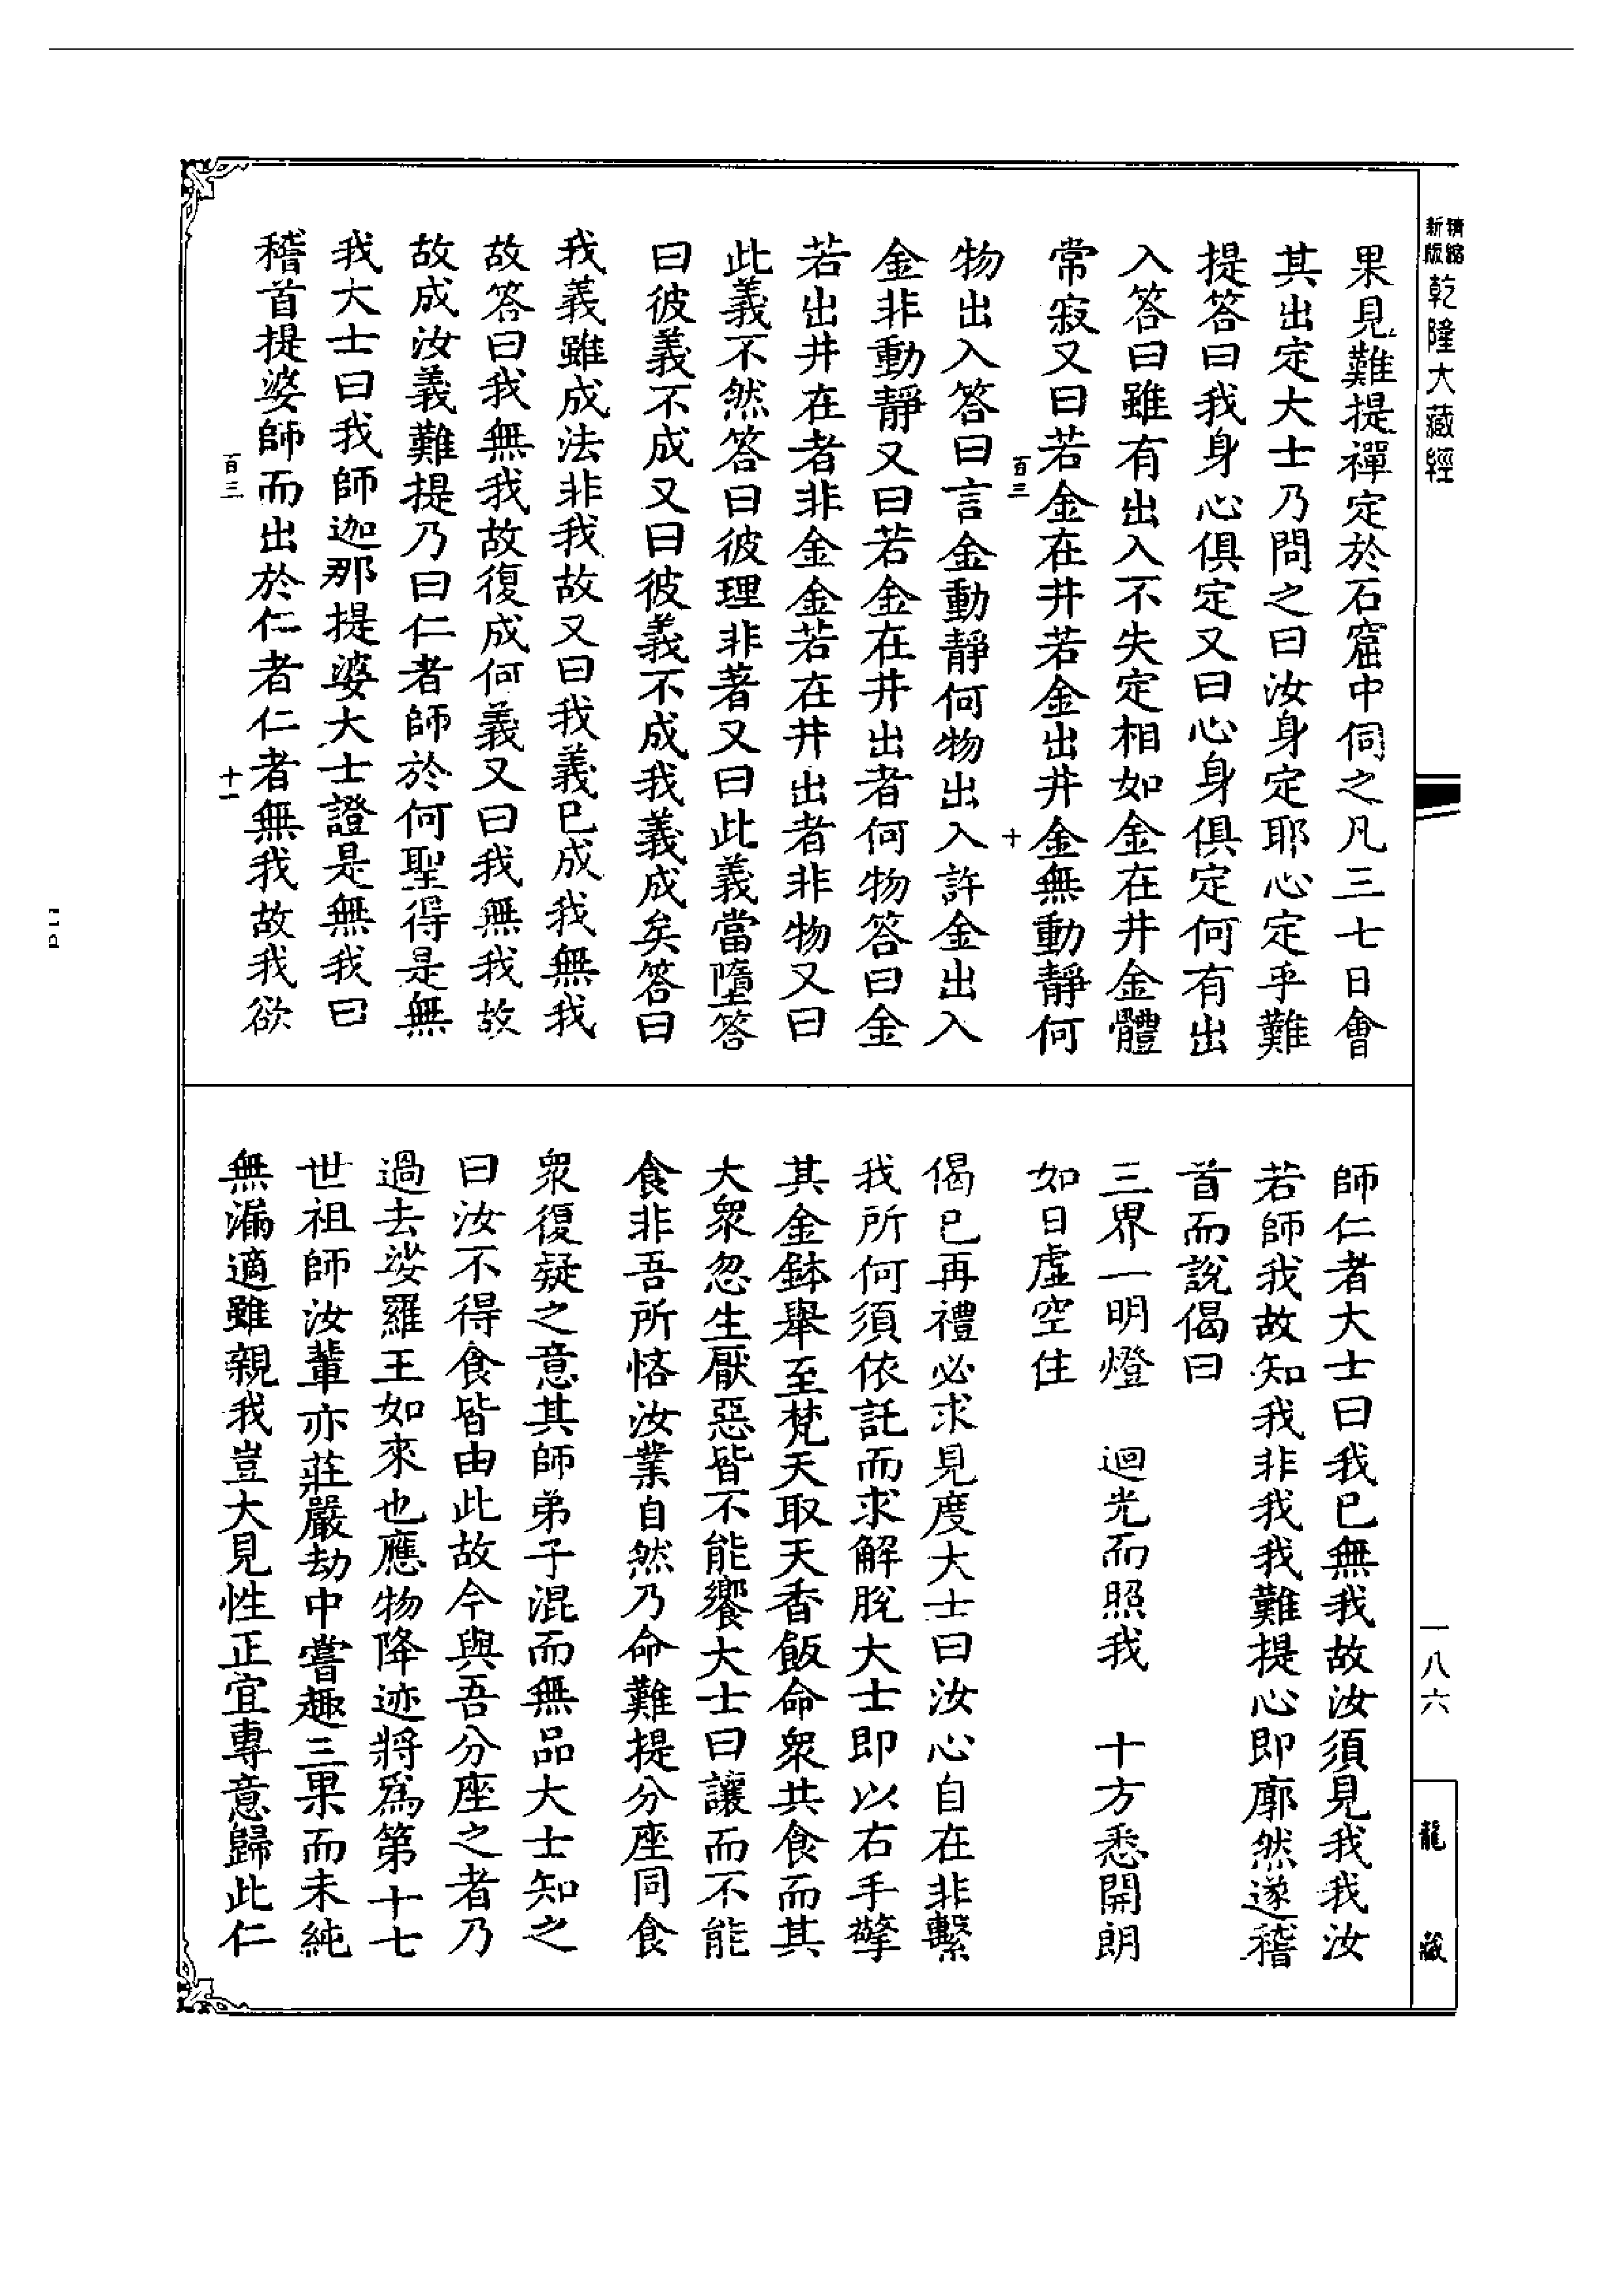 精縮新版乾隆大藏經
果見難提禪定於石窟中伺之凡三七日會
其出定大士乃問之曰汝身定耶心定乎難
提答曰我身心俱定又曰心身俱定何有出
入答曰雖有出入不失定相如金在井金體
常寂又曰若金在井若金出井金無動靜何
百三 十
物出入答曰言金動靜何物出入許金出入
金非動靜又曰若金在井出者何物答曰金
若出井在者非金金若在井出者非物又曰
此義不然答曰彼理非著又曰此義當墮答
曰彼義不成又曰彼義不成我義成矣答曰
我義雖成法非我故又曰我義已成我無我
故答曰我無我故復成何義又曰我無我故
故成汝義難提乃曰仁者師於何聖得是無
我大士曰我師迦那提婆大士證是無我曰
稽首提婆師而出於仁者仁者無我故我欲
百三 十一
師仁者大士曰我已無我故汝須見我我汝
若師我故知我非我我難提心即廓然遂稽
首而說偈曰
三界一明燈 迴光而照我 十方悉開朗
如日虛空住
偈已再禮必求見度大士曰汝心自在非繫
我所何須依託而求解脫大士即以右手擎
其金鉢舉至梵天取天香飯命衆共食而其
大衆忽生厭惡皆不能饗大士曰讓而不能
食非吾所悋汝業自然乃命難提分座同食
衆復疑之意其師弟子混而無品大士知之
曰汝不得食皆由此故今與吾分座之者乃
過去娑羅王如來也應物降迹將爲第十七
世祖師汝輩亦莊嚴劫中嘗趣三果而未純
無漏適雖親我豈大見性正宜專意歸此仁
一八六
龍藏